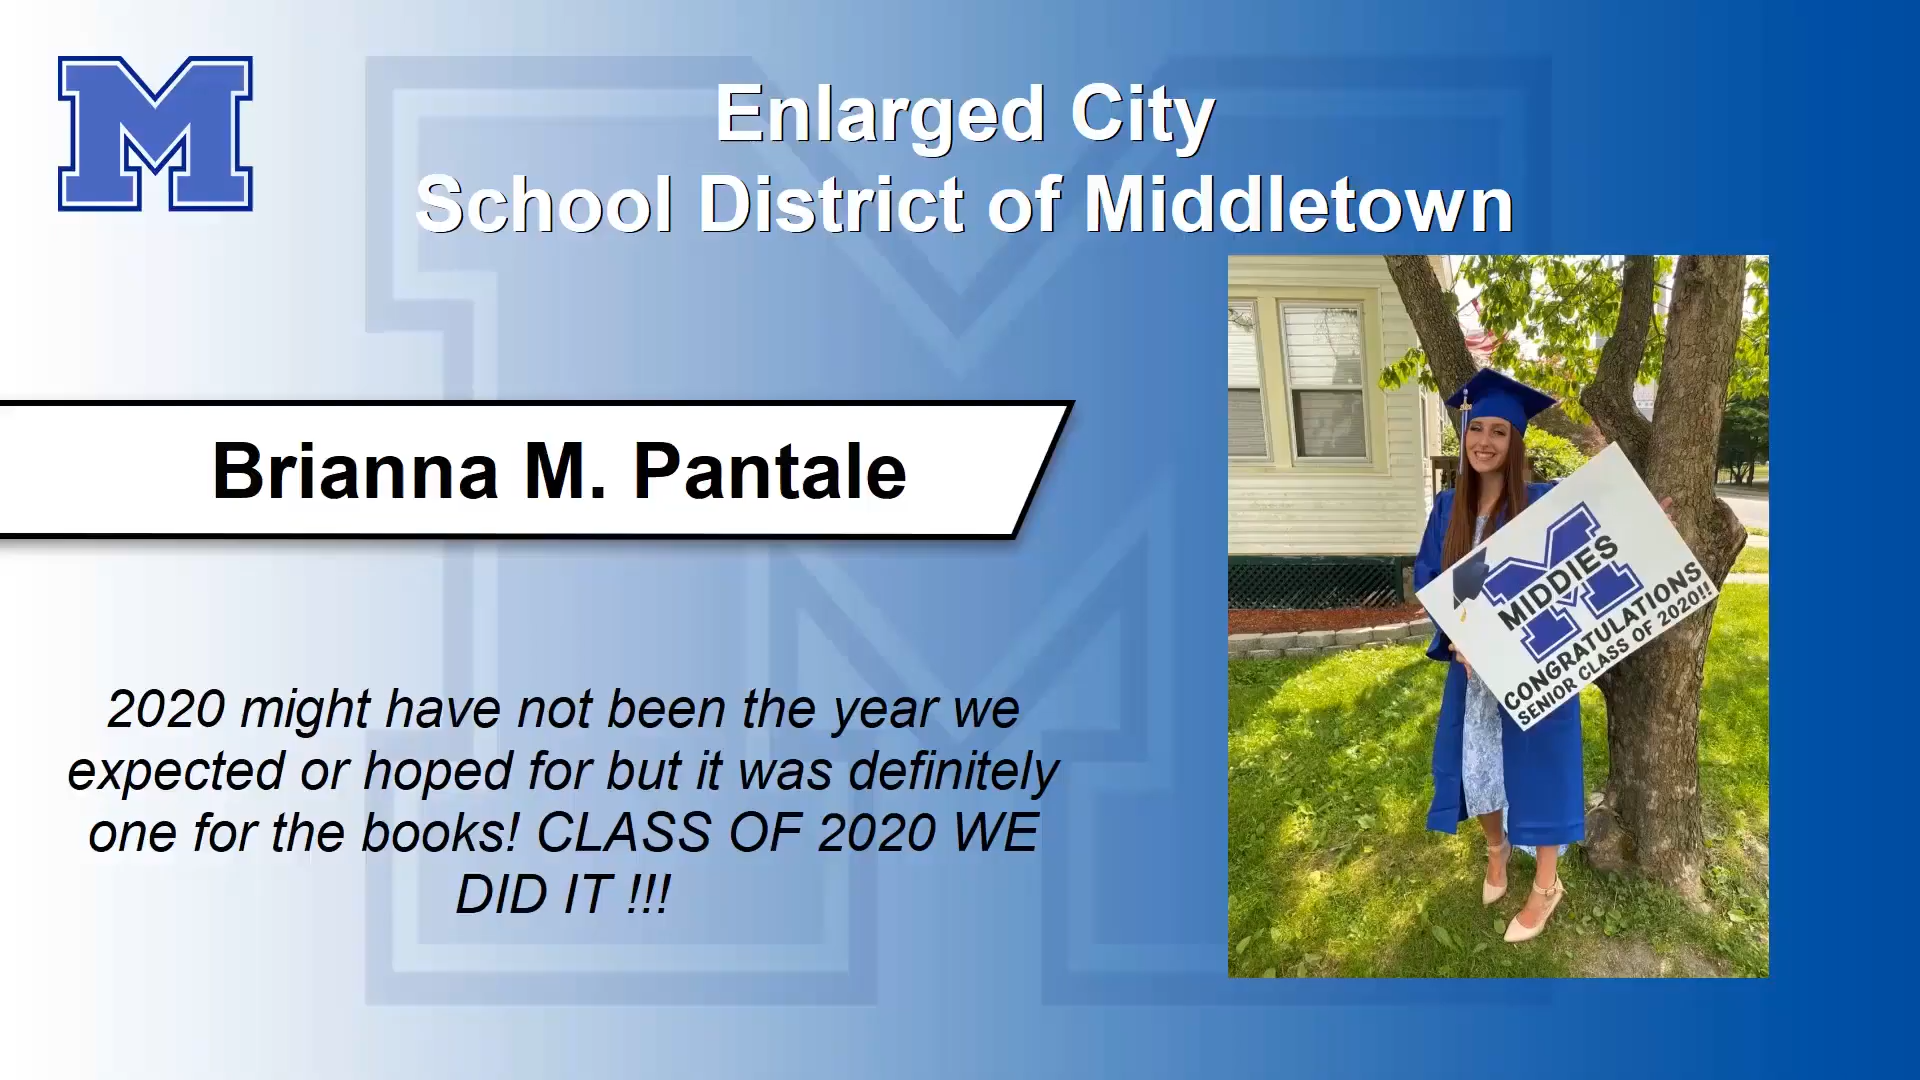 M
Enlarged City
School District of Middletown
Brianna M. Pantale
2020 might have not been the year we
expected or hoped for but it was definitely
one for the books! CLASS OF 2020 WE
DID IT !!!
M
MIDDIES
CONGRATULATIONS
SENIOR CLASS OF 2020!!